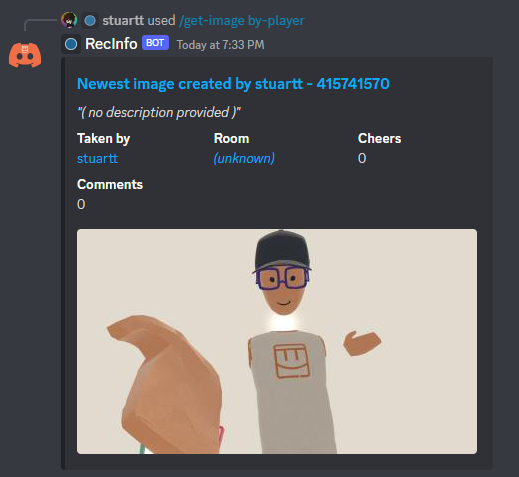 stuartt used /get-image by-player
RecInfo BOT Today at 7:33 PM
Newest image created by stuartt - 415741570
"( no description provided )"
Taken by Room Cheers
stuartt (unknown) 0
Comments
0